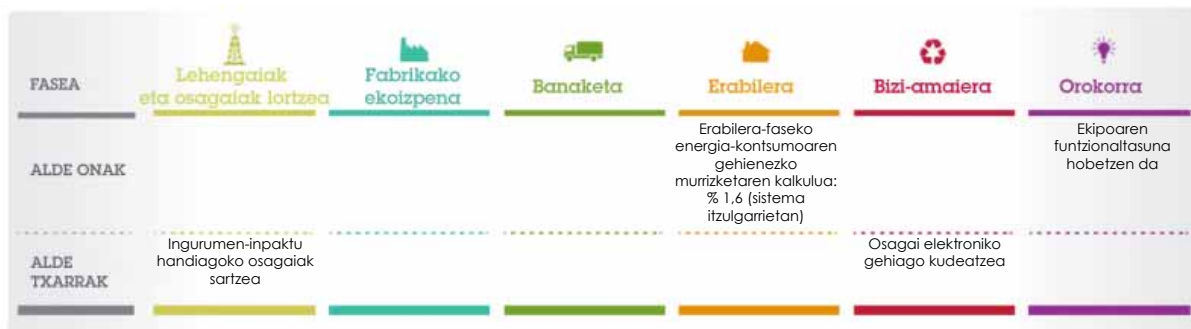 FASEA
Lehengaiak
eta osagaiak lortzea
Fabrikako
ekoizpena
Banaketa
Erabilera
Bizi-amaiera
Orokorra
ALDE ONAK
Erabilera-faseko
energia-kontsumoaren
gehienezko
murrizketaren kalkulua:
% 1,6 (sistema
itzulgarrietan)
Ekipoaren
funtzionaltasuna
hobetzen da
ALDE
TXARRAK
Ingurumen-inpaktu
handiagoko osagaiak
sartzea
Osagai elektroniko
gehiago kudeatzea